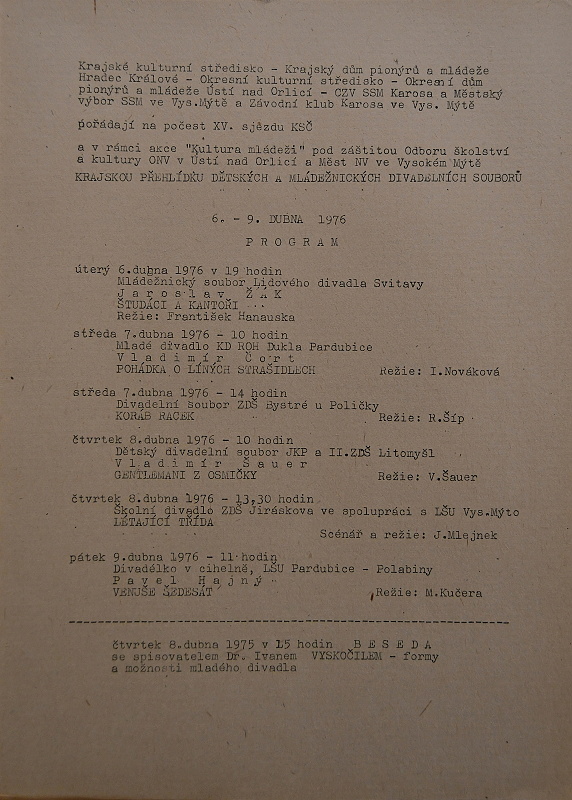 Krajské kulturní středisko - Krajský dům pionýrů a mládeže
Hradec Králové - Okresní kulturní středisko - Okresní dům
pionýrů a mládeže Ústí nad Orlicí - CZV SSM Karosa a Městský
výbor SSM ve Vys.Mýtě a Závodní klub Karosa ve Vys. Mýtě
pořádají na počest XV. sjezdu KSČ
a v rámci akce "Kultura mládeži" pod záštitou Odboru školství
a kultury ONV v Ústí nad Orlicí a Měst NV ve Vysokém Mýtě
KRAJSKOU PŘEHLÍDKU DĚTSKÝCH A MLÁDEŽNICKÝCH DIVADELNÍCH SOUBORŮ
6. - 9. DUBNA 1976
P R O G R A M
úterý 6.dubna 1976 v 19 hodin
Mládežnický soubor Lidového divadla Svitavy
J a r o s l a v Ž Á K
ŠTUDÁCI A KANTOŘI
Režie: František Hanauska
středa 7.dubna 1976 - 10 hodin
Mladé divadlo KD ROH Dukla Pardubice
V l a d i m í r Č o r t
POHÁDKA O LÍNÝCH STRAŠIDLECH Režie: I.Nováková
středa 7.dubna 1976 - 14 hodin
Divadelní soubor ZDŠ Bystré u Poličky
KORÁB RACEK Režie: R.Šíp
čtvrtek 8.dubna 1976 - 10 hodin
Dětský divadelní soubor JKP a II.ZDŠ Litomyšl
V l a d i m í r Š a u e r
GENTLEMANI Z OSMIČKY Režie: V.Šauer
čtvrtek 8.dubna 1976 - 13,30 hodin
Školní divadlo ZDŠ Jiráskova ve spolupráci s LŠU Vys.Mýto
LÉTAJÍCÍ TŘÍDA
Scénář a režie: J.Mlejnek
pátek 9.dubna 1976 - 11 hodin
Divadélko v cihelně, LŠU Pardubice - Polabiny
P a v e l H a j n ý
VENUŠE ŠEDESÁT Režie: M.Kučera
čtvrtek 8.dubna 1975 v 15 hodin B E S E D A
se spisovatelem Dr. Ivanem VYSKOČILEM - formy
a možnosti mladého divadla